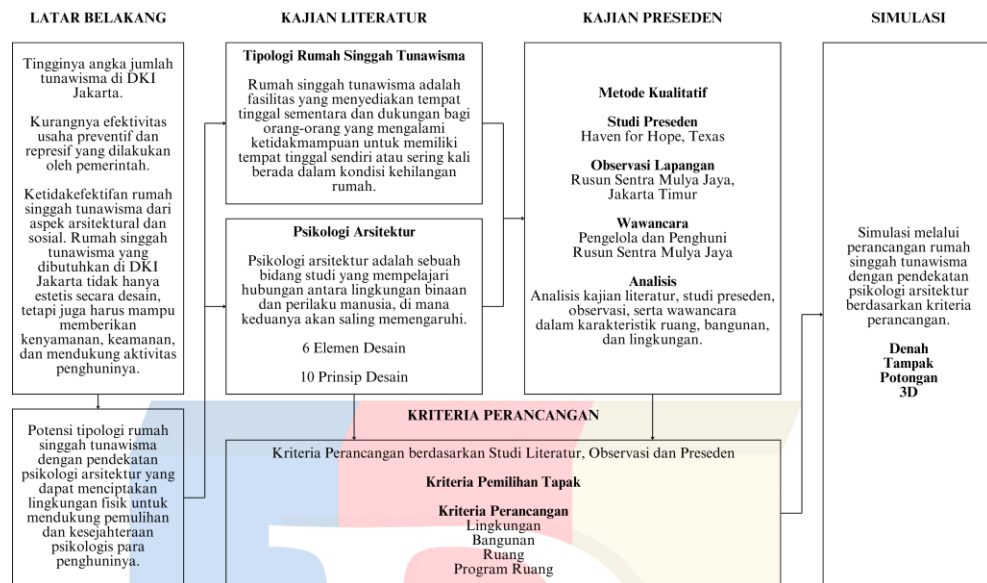 LATAR BELAKANG
Tingginya angka jumlah
tunawisma di DKI
Jakarta.
Kurangnya efektivitas
usaha preventif dan
represif yang dilakukan
oleh pemerintah.
Ketidakefektifan rumah
singgah tunawisma dari
aspek arsitektural dan
sosial. Rumah singgah
tunawisma yang
dibutuhkan di DKI
Jakarta tidak hanya
estetis secara desain,
tetapi juga harus mampu
memberikan
kenyamanan, keamanan,
dan mendukung aktivitas
penghuninya.
Potensi tipologi rumah
singgah tunawisma
dengan pendekatan
psikologi arsitektur yang
dapat menciptakan
lingkungan fisik untuk
mendukung pemulihan
dan kesejahteraan
psikologis para
penghuninya.
KAJIAN LITERATUR
Tipologi Rumah Singgah Tunawisma
Rumah singgah tunawisma adalah
fasilitas yang menyediakan tempat
tinggal sementara dan dukungan bagi
orang-orang yang mengalami
ketidakmampuan untuk memiliki
tempat tinggal sendiri atau sering kali
berada dalam kondisi kehilangan
rumah.
Psikologi Arsitektur
Psikologi arsitektur adalah sebuah
bidang studi yang mempelajari
hubungan antara lingkungan binaan
dan perilaku manusia, di mana
keduanya akan saling memengaruhi.
6 Elemen Desain
10 Prinsip Desain
KAJIAN PRESEDEN
Metode Kualitatif
Studi Preseden
Haven for Hope, Texas
Observasi Lapangan
Rusun Sentra Mulya Jaya,
Jakarta Timur
Wawancara
Pengelola dan Penghuni
Rusun Sentra Mulya Jaya
Analisis
Analisis kajian literatur, studi preseden,
observasi, serta wawancara
dalam karakteristik ruang, bangunan,
dan lingkungan.
KRITERIA PERANCANGAN
Kriteria Perancangan berdasarkan Studi Literatur, Observasi dan Preseden
Kriteria Pemilihan Tapak
Kriteria Perancangan
Lingkungan
Bangunan
Ruang
Program Ruang
SIMULASI
Simulasi melalui
perancangan rumah
singgah tunawisma
dengan pendekatan
psikologi arsitektur
berdasarkan kriteria
perancangan.
Denah
Tampak
Potongan
3D